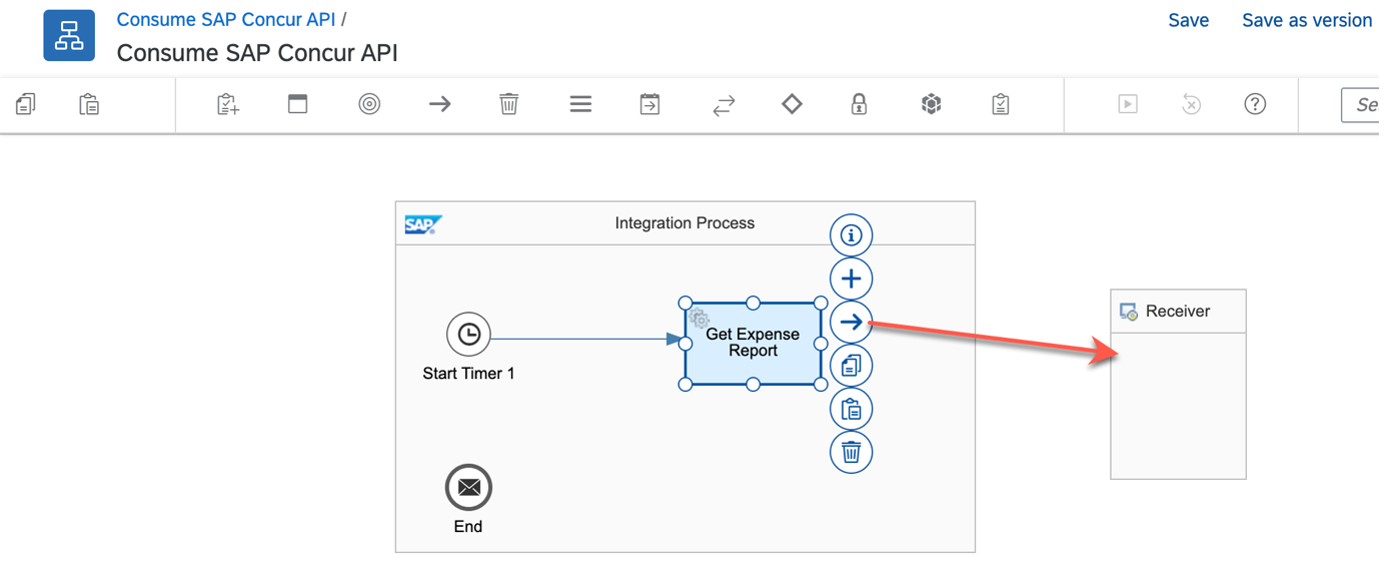 Consume SAP Concur API /
Save
Save as version
Consume SAP Concur API
Se
SAP
Integration Process
Receiver
Get Expense
Report
Start Timer 1
End